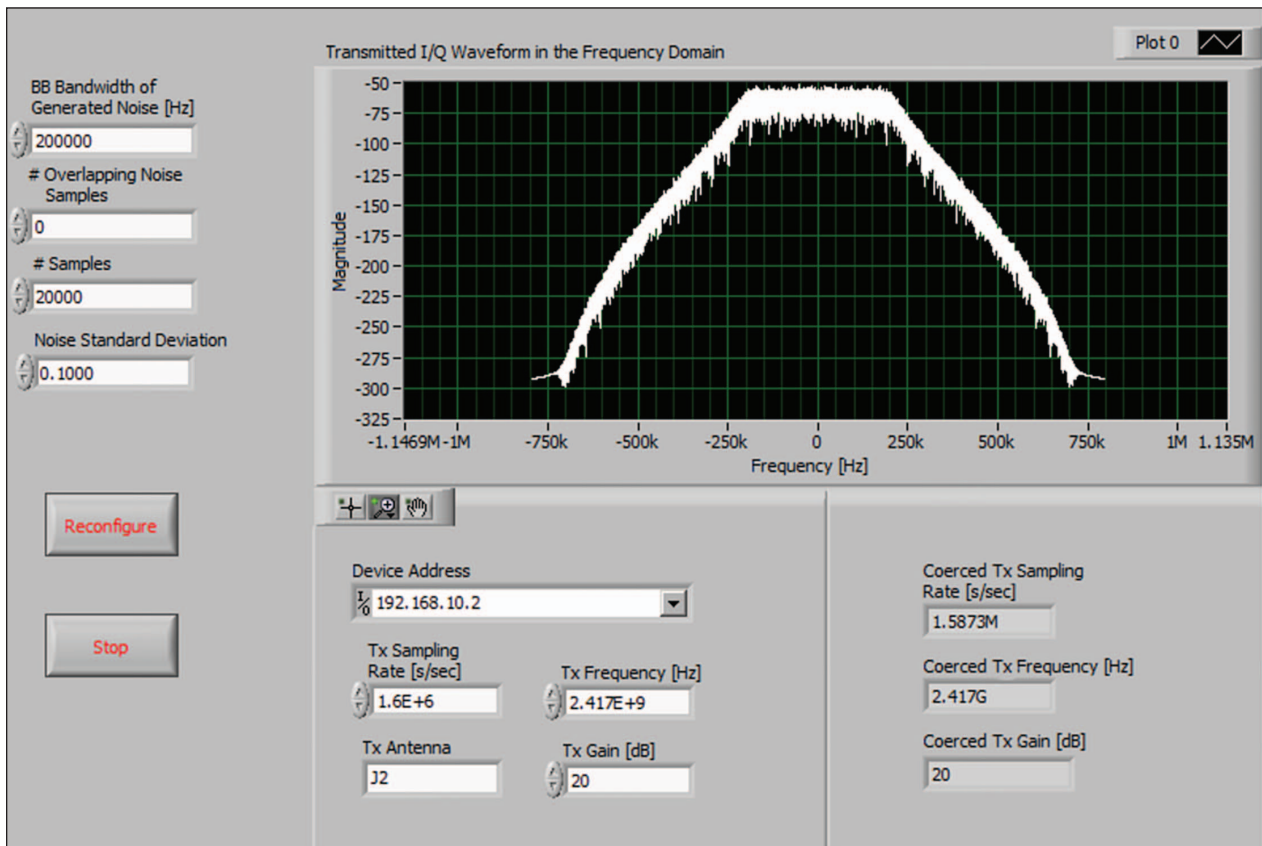 Transmitted I/Q Waveform in the Frequency Domain
Plot 0
BB Bandwidth of
Generated Noise [Hz]
200000
# Overlapping Noise
Samples
0
# Samples
20000
Noise Standard Deviation
0.1000
Reconfigure
Stop
Magnitude
-50
-75
-100
-125
-150
-175
-200
-225
-250
-275
-300
-325
-1.1469M -1M -750k -500k -250k 0 250k 500k 750k 1M 1.135M
Frequency [Hz]
Device Address
I/O 192.168.10.2
Tx Sampling
Rate [s/sec]
1.6E+6
Tx Frequency [Hz]
2.417E+9
Tx Antenna
J2
Tx Gain [dB]
20
Coerced Tx Sampling
Rate [s/sec]
1.5873M
Coerced Tx Frequency [Hz]
2.417G
Coerced Tx Gain [dB]
20